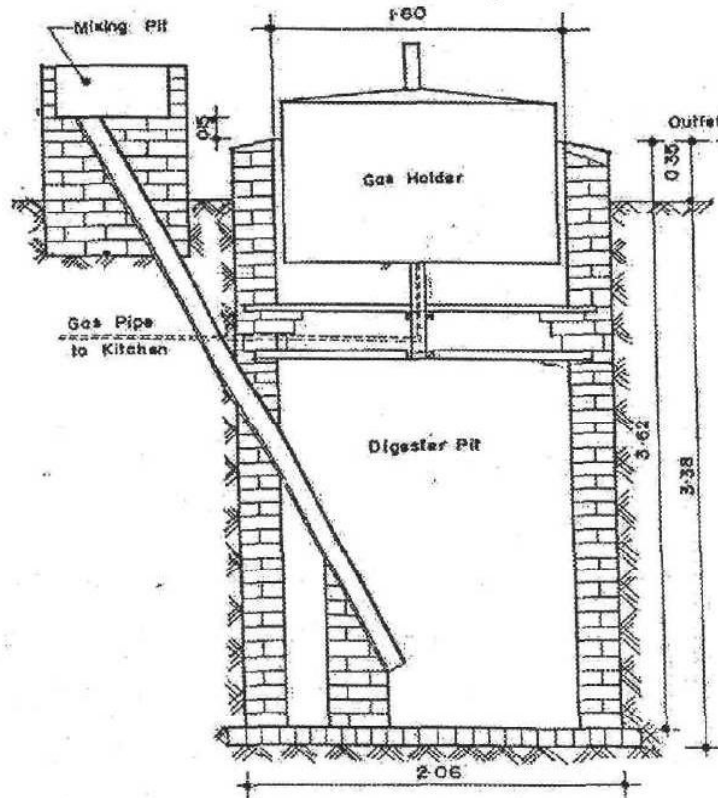 1·60
Mixing Pit
Outlet
0.15
0.35
Gas Holder
Gas Pipe
to Kitchen
Digester Pit
3·62
3·38
2·06